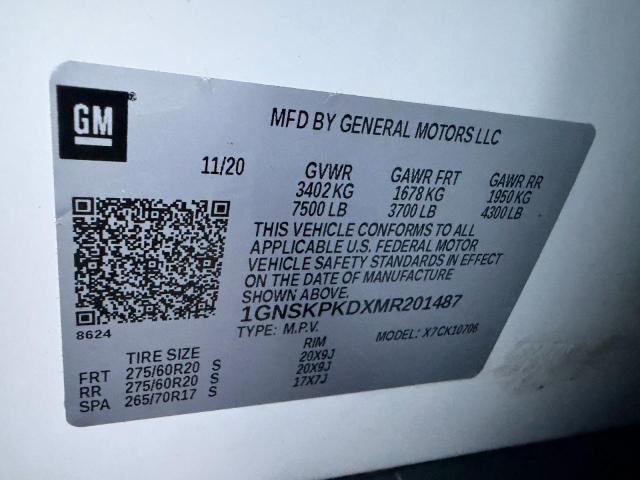 GM
MFD BY GENERAL MOTORS LLC
11/20 GVWR GAWR FRT GAWR RR
3402 KG 1678 KG 1950 KG
7500 LB 3700 LB 4300 LB
THIS VEHICLE CONFORMS TO ALL
APPLICABLE U.S. FEDERAL MOTOR
VEHICLE SAFETY STANDARDS IN EFFECT
ON THE DATE OF MANUFACTURE
SHOWN ABOVE.
1GNSKPKDXMR201487
8624
TYPE: M.P.V. MODEL: X7CK10706
TIRE SIZE RIM
FRT 275/60R20 S 20X9J
RR 275/60R20 S 20X9J
SPA 265/70R17 S 17X7J